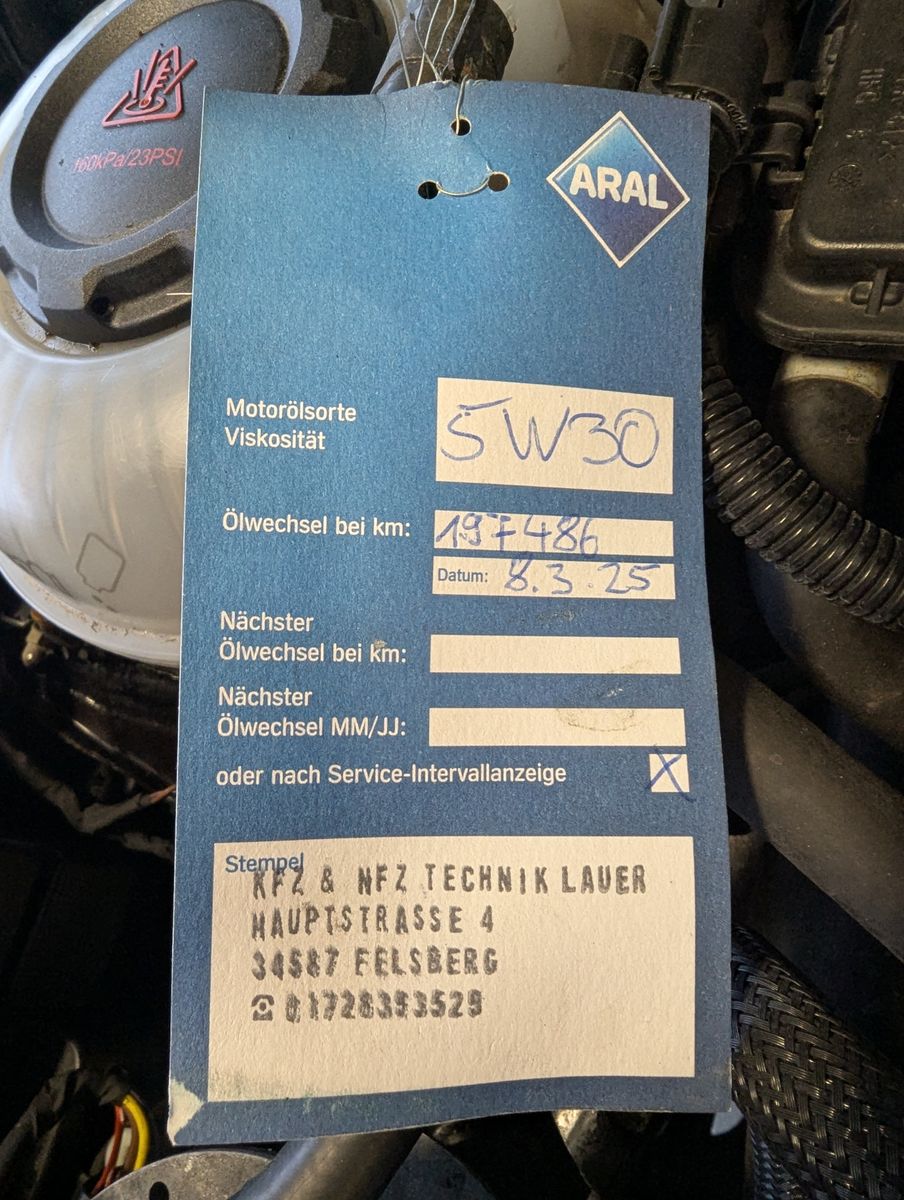 160kPa/23PSI
ARAL
Motorölsorte
Viskosität
5W30
Ölwechsel bei km:
197486
Datum: 8.3.25
Nächster
Ölwechsel bei km:
Nächster
Ölwechsel MM/JJ:
oder nach Service-Intervallanzeige
X
Stempel
KFZ & NFZ TECHNIK LAUER
HAUPTSTRASSE 4
34587 FELSBERG
☎ 01728393529